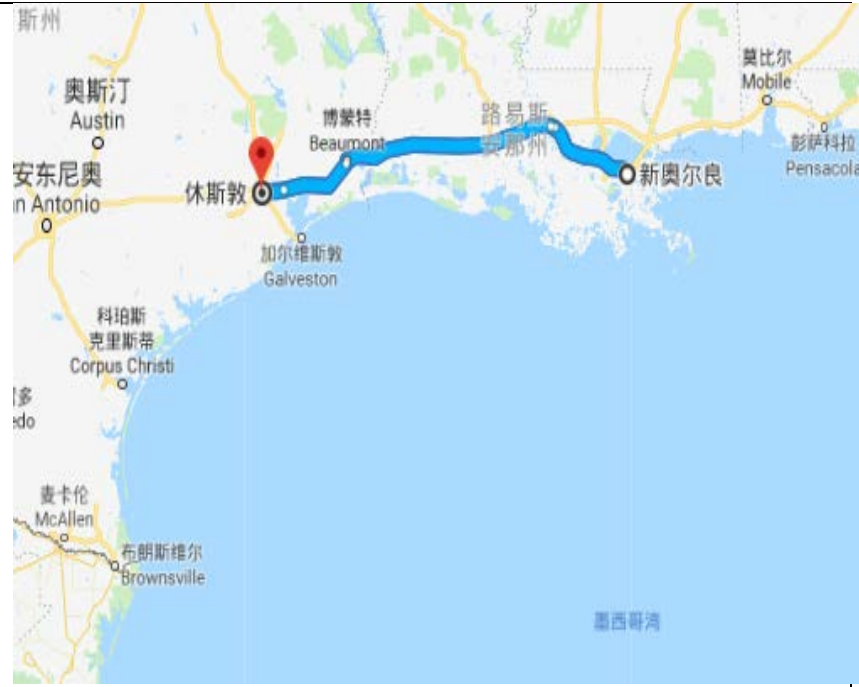 斯州
奥斯汀
Austin
安东尼奥
n Antonio
休斯敦
博蒙特
Beaumont
路易斯
安那州
新奥尔良
莫比尔
Mobile
彭萨科拉
Pensacola
加尔维斯敦
Galveston
科珀斯
克里斯蒂
Corpus Christi
多
edo
麦卡伦
McAllen
布朗斯维尔
Brownsville
墨西哥湾